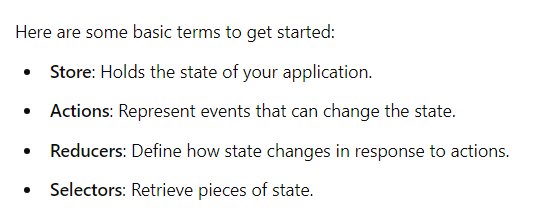 Here are some basic terms to get started:
• Store: Holds the state of your application.
• Actions: Represent events that can change the state.
• Reducers: Define how state changes in response to actions.
• Selectors: Retrieve pieces of state.